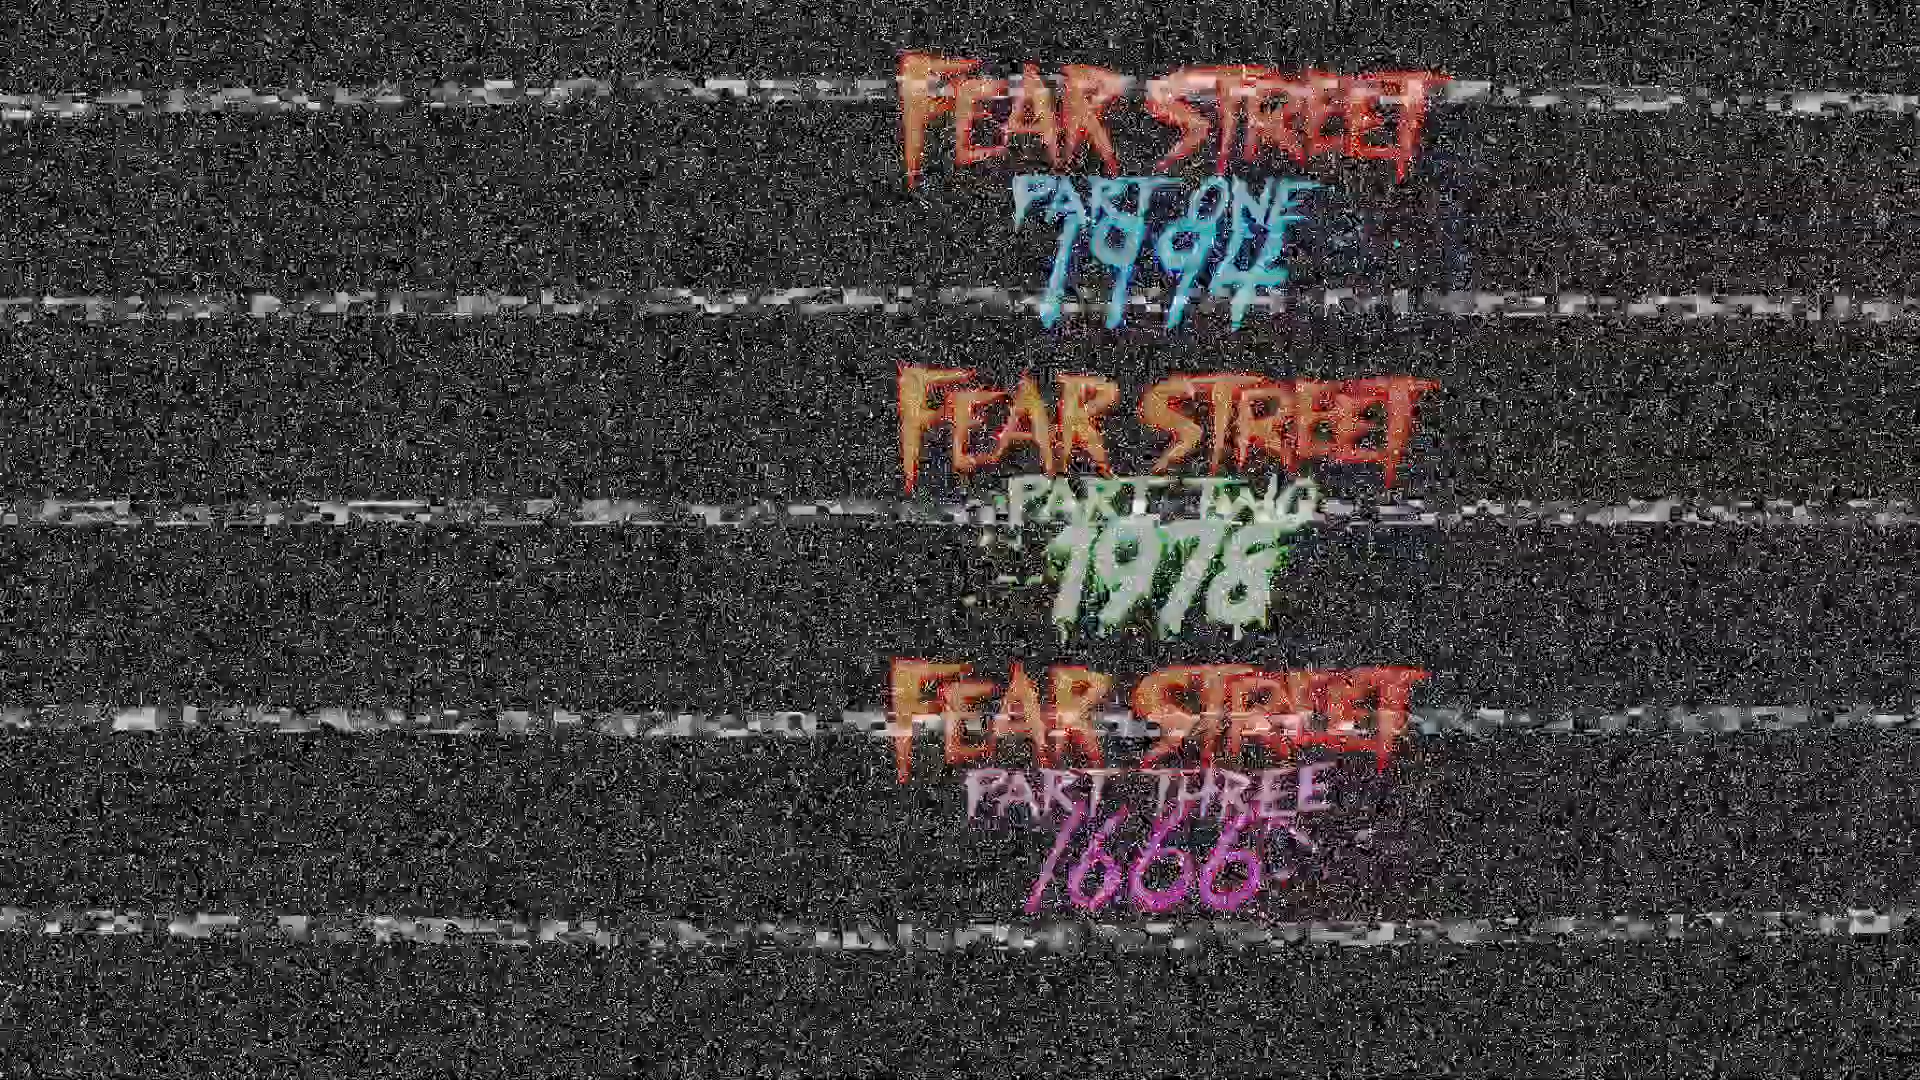 FEAR STREET
PART ONE
1994
FEAR STREET
PART TWO
1978
FEAR STREET
PART THREE
1666